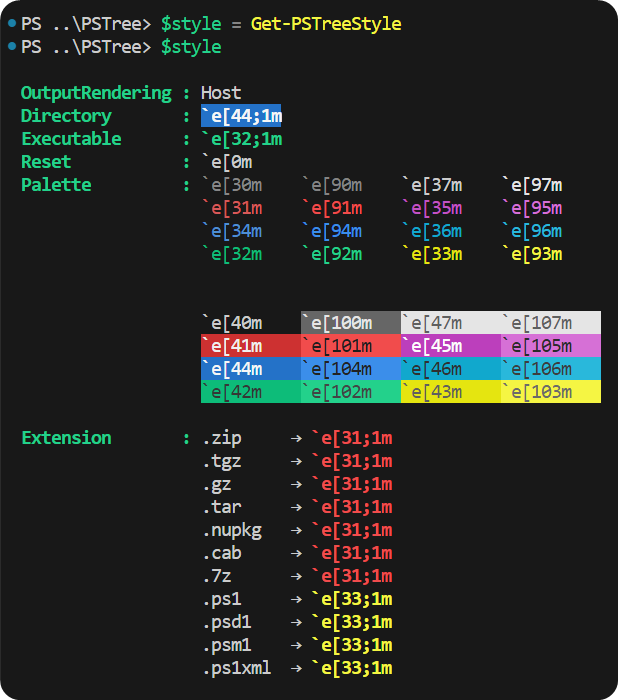 PS ..\PSTree> $style = Get-PSTreeStyle
PS ..\PSTree> $style
OutputRendering : Host
Directory : `e[44;1m
Executable : `e[32;1m
Reset : `e[0m
Palette : `e[30m `e[90m `e[37m `e[97m
`e[31m `e[91m `e[35m `e[95m
`e[34m `e[94m `e[36m `e[96m
`e[32m `e[92m `e[33m `e[93m
`e[40m `e[100m `e[47m `e[107m
`e[41m `e[101m `e[45m `e[105m
`e[44m `e[104m `e[46m `e[106m
`e[42m `e[102m `e[43m `e[103m
Extension : .zip → `e[31;1m
.tgz → `e[31;1m
.gz → `e[31;1m
.tar → `e[31;1m
.nupkg → `e[31;1m
.cab → `e[31;1m
.7z → `e[31;1m
.ps1 → `e[33;1m
.psd1 → `e[33;1m
.psm1 → `e[33;1m
.ps1xml → `e[33;1m